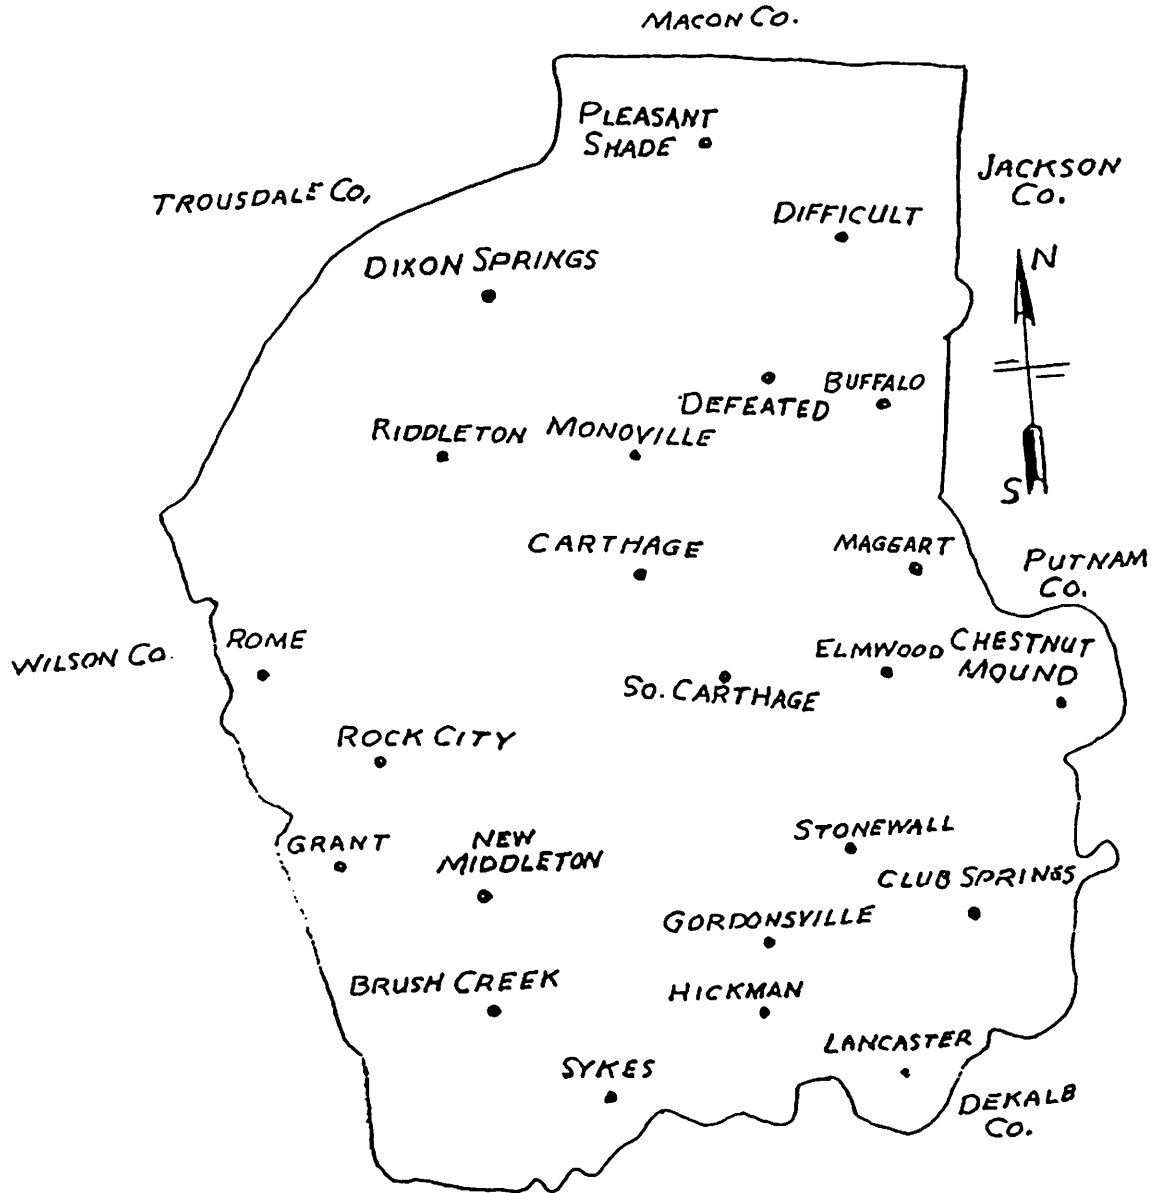 MACON CO.
PLEASANT
SHADE
JACKSON
CO.
TROUSDALE CO,
DIFFICULT
DIXON SPRINGS
N
BUFFALO
DEFEATED
RIDDLETON
MONOVILLE
S
CARTHAGE
MAGGART
PUTNAM
CO.
WILSON CO.
ROME
ELMWOOD
CHESTNUT
MOUND
SO. CARTHAGE
ROCK CITY
GRANT
NEW
MIDDLETON
STONEWALL
CLUB SPRINGS
GORDONSVILLE
BRUSH CREEK
HICKMAN
LANCASTER
SYKES
DEKALB
CO.